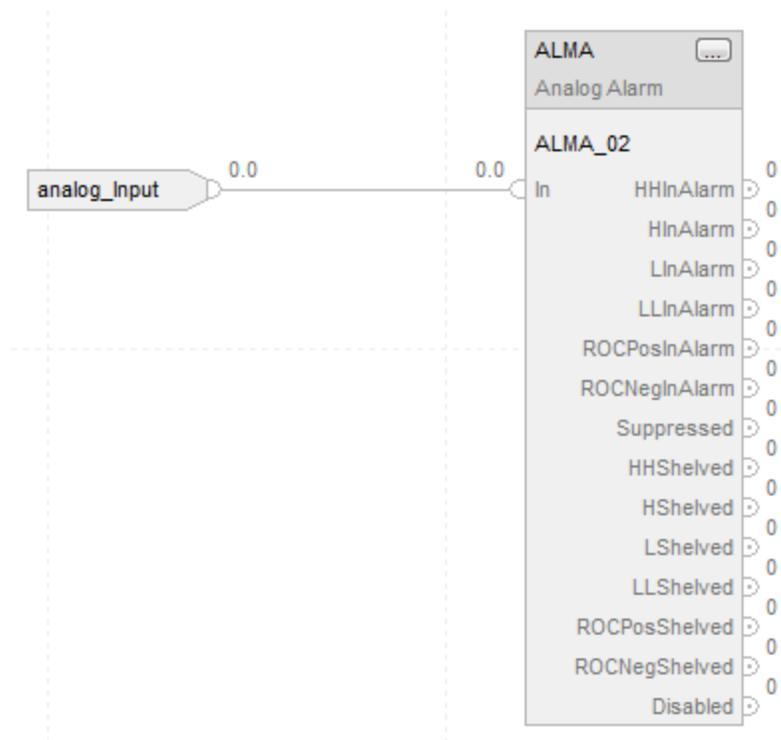 ALMA ...
Analog Alarm
ALMA_02
0.0 0.0 0
analog_Input In HHInAlarm
0
HInAlarm
0
LInAlarm
0
LLInAlarm
0
ROCPosInAlarm
0
ROCNegInAlarm
0
Suppressed
0
HHShelved
0
HShelved
0
LShelved
0
LLShelved
0
ROCPosShelved
0
ROCNegShelved
0
Disabled